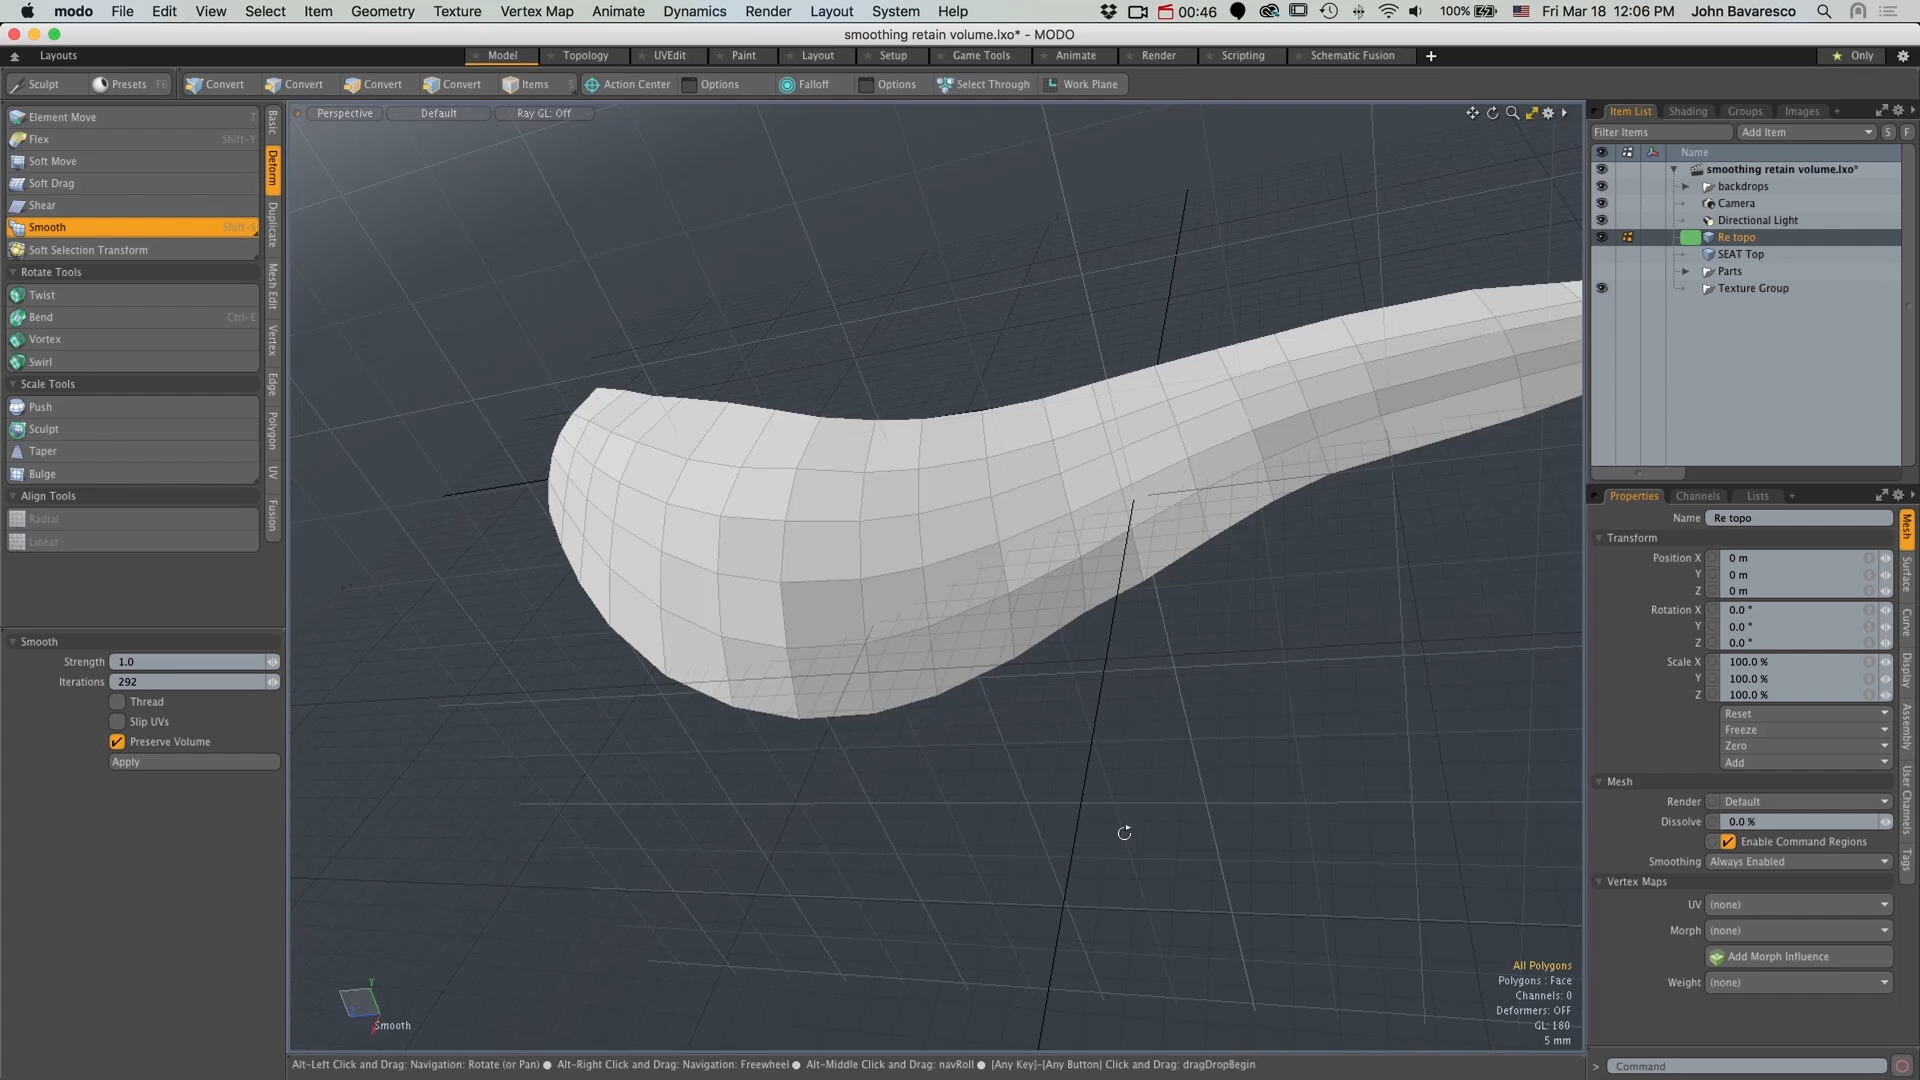 modo File Edit View Select Item Geometry Texture Vertex Map Animate Dynamics Render Layout System Help 00:46 100% Fri Mar 18 12:06 PM John Bavaresco
smoothing retain volume.lxo* - MODO
Layouts Model Topology UVEdit Paint Layout Setup Game Tools Animate Render Scripting Schematic Fusion + Only
Sculpt Presets F6 Convert Convert Convert Convert Items S Action Center Options Falloff Options Select Through Work Plane
Element Move T
Flex Shift-Y
Soft Move
Soft Drag
Shear
Smooth Shift-S
Soft Selection Transform
Rotate Tools
Twist
Bend Ctrl-E
Vortex
Swirl
Scale Tools
Push
Sculpt
Taper
Bulge
Align Tools
Radial
Linear
Basic
Deform
Duplicate
Mesh Edit
Vertex
Edge
Polygon
UV
Fusion
Smooth
Strength 1.0
Iterations 292
Thread
Slip UVs
Preserve Volume
Apply
Perspective Default Ray GL: Off
All Polygons
Polygons : Face
Channels: 0
Deformers: OFF
GL: 180
5 mm
Y
Smooth
Alt-Left Click and Drag: Navigation: Rotate (or Pan) ● Alt-Right Click and Drag: Navigation: Freewheel ● Alt-Middle Click and Drag: navRoll ● [Any Key]-[Any Button] Click and Drag: dragDropBegin
Item List Shading Groups Images +
Filter Items Add Item S F
Name
smoothing retain volume.lxo*
backdrops
Camera
Directional Light
Re topo
SEAT Top
Parts
Texture Group
Properties Channels Lists +
Name Re topo
Transform
Position X 0 m
Y 0 m
Z 0 m
Rotation X 0.0 °
Y 0.0 °
Z 0.0 °
Scale X 100.0 %
Y 100.0 %
Z 100.0 %
Reset
Freeze
Zero
Add
Mesh
Render Default
Dissolve 0.0 %
Enable Command Regions
Smoothing Always Enabled
Vertex Maps
UV (none)
Morph (none)
Add Morph Influence
Weight (none)
Mesh
Surface
Curve
Display
Assembly
User Channels
Tags
> Command